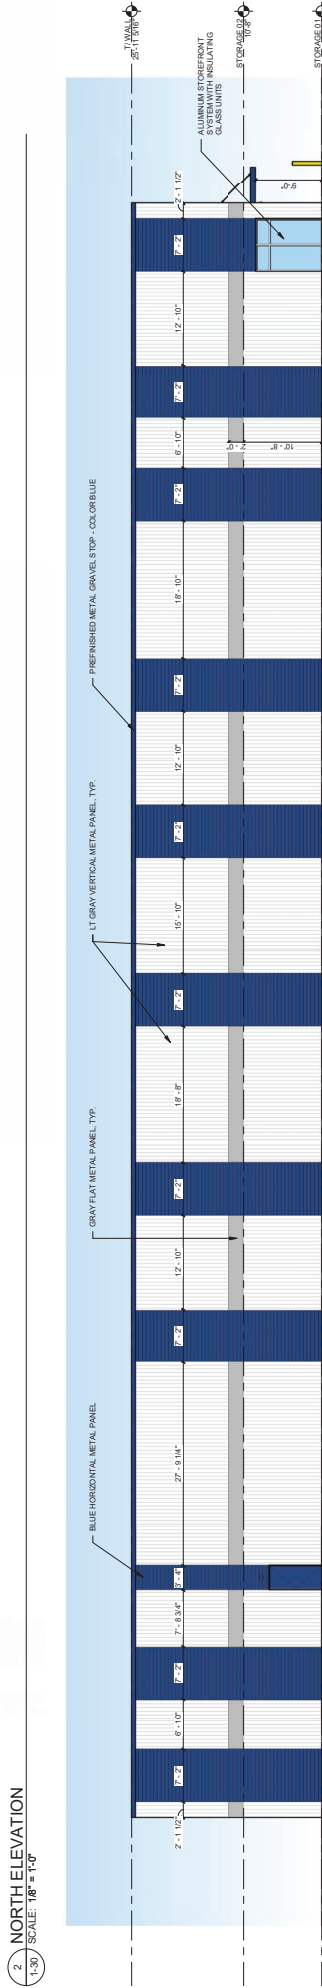 2
1-30
NORTH ELEVATION
SCALE: 1/8" = 1'-0"
BLUE HORIZONTAL METAL PANEL
GRAY FLAT METAL PANEL, TYP.
LT GRAY VERTICAL METAL PANEL, TYP.
PREFINISHED METAL GRAVEL STOP - COLOR BLUE
ALUMINUM STOREFRONT
SYSTEM WITH INSULATING
GLASS UNITS
T/ WALL
25'-11 5/16"
STORAGE 02
10'-8"
STORAGE 01
2' - 1 1/2"
7' - 2"
6' - 10"
7' - 2"
7' - 8 3/4"
3' - 4"
27' - 9 1/4"
7' - 2"
12' - 10"
7' - 2"
18' - 8"
7' - 2"
15' - 10"
7' - 2"
12' - 10"
7' - 2"
18' - 10"
7' - 2"
6' - 10"
7' - 2"
12' - 10"
7' - 2"
2' - 1 1/2"
2' - 0"
10' - 8"
9'-0"